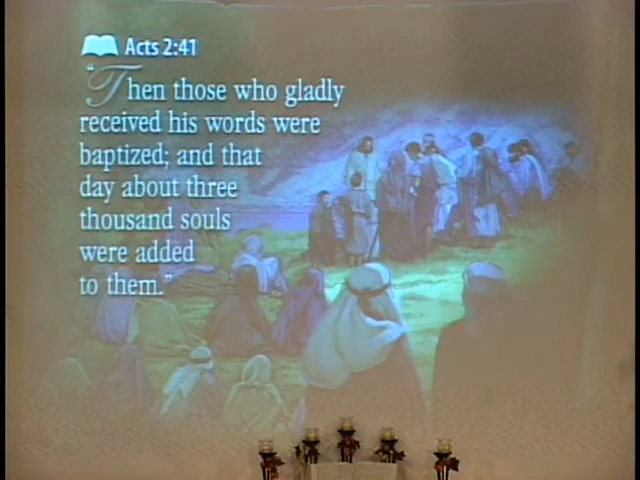 Acts 2:41
"Then those who gladly
received his words were
baptized; and that
day about three
thousand souls
were added
to them."